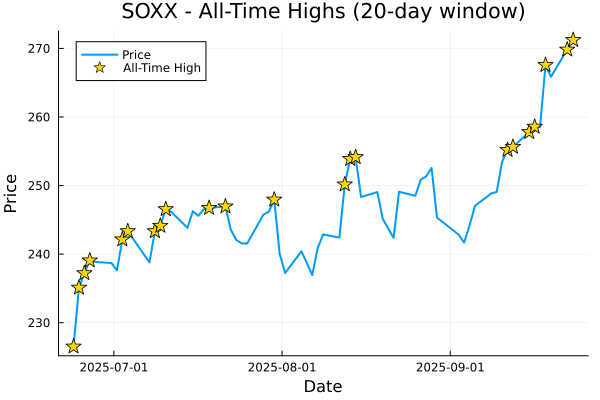 SOXX - All-Time Highs (20-day window)
Price
All-Time High
270
260
250
240
230
Price
2025-07-01
2025-08-01
2025-09-01
Date